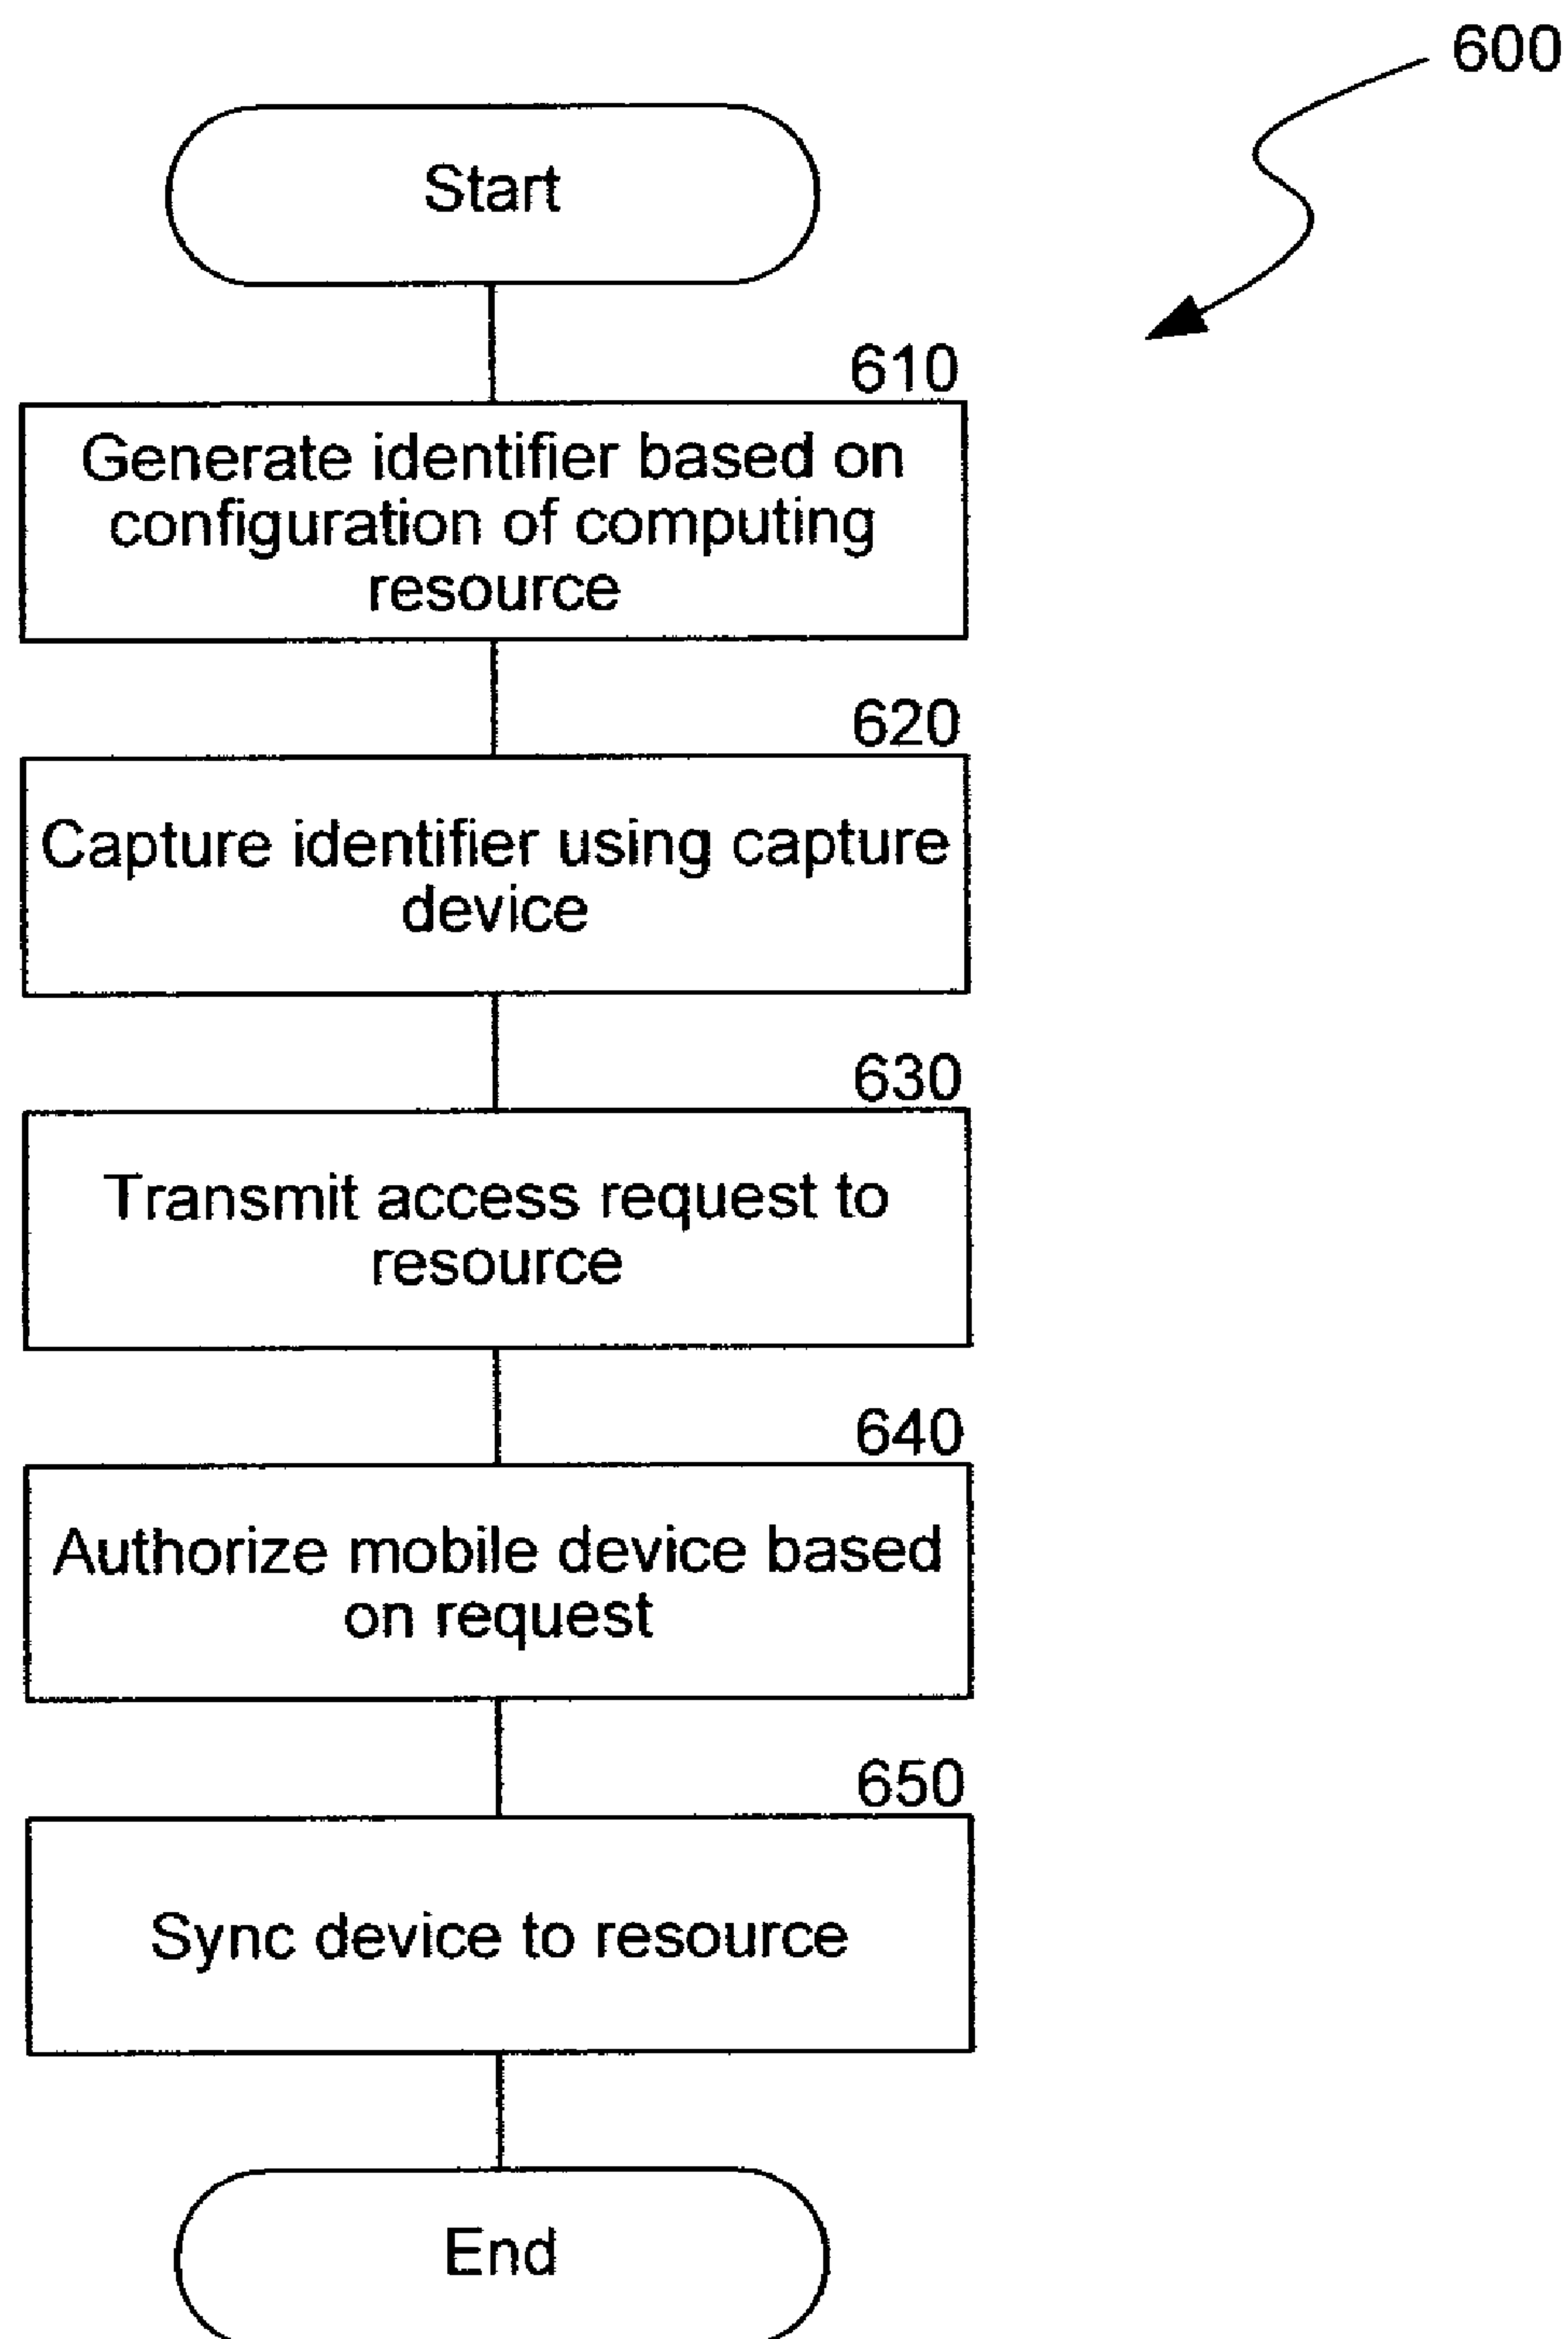 600
Start
610
Generate identifier based on
configuration of computing
resource
620
Capture identifier using capture
device
630
Transmit access request to
resource
640
Authorize mobile device based
on request
650
Sync device to resource
End